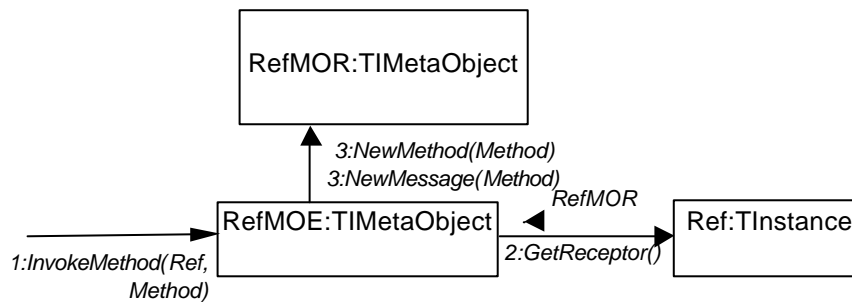 RefMOR:TIMetaObject
3:NewMethod(Method)
3:NewMessage(Method)
RefMOR
RefMOE:TIMetaObject
Ref:TInstance
2:GetReceptor()
1:InvokeMethod(Ref,
Method)